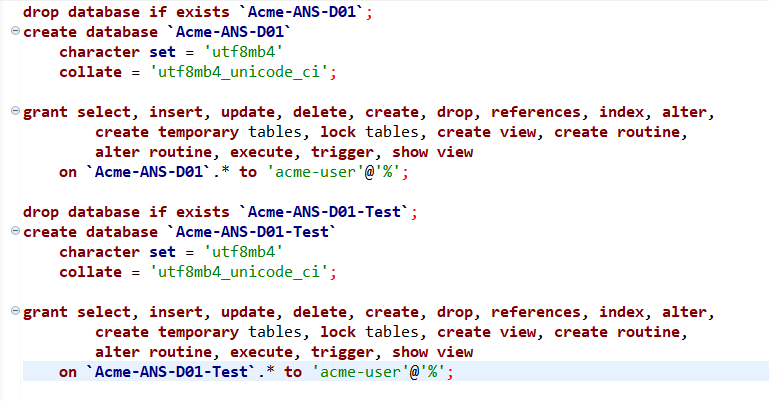 drop database if exists `Acme-ANS-D01`;
create database `Acme-ANS-D01`
character set = 'utf8mb4'
collate = 'utf8mb4_unicode_ci';
grant select, insert, update, delete, create, drop, references, index, alter,
create temporary tables, lock tables, create view, create routine,
alter routine, execute, trigger, show view
on `Acme-ANS-D01`.* to 'acme-user'@'%';
drop database if exists `Acme-ANS-D01-Test`;
create database `Acme-ANS-D01-Test`
character set = 'utf8mb4'
collate = 'utf8mb4_unicode_ci';
grant select, insert, update, delete, create, drop, references, index, alter,
create temporary tables, lock tables, create view, create routine,
alter routine, execute, trigger, show view
on `Acme-ANS-D01-Test`.* to 'acme-user'@'%';